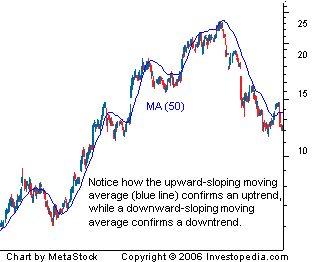 25
20
15
MA (50)
10
Notice how the upward-sloping moving
average (blue line) confirms an uptrend,
while a downward-sloping moving
average confirms a downtrend.
Chart by MetaStock
Copyright © 2006 Investopedia.com